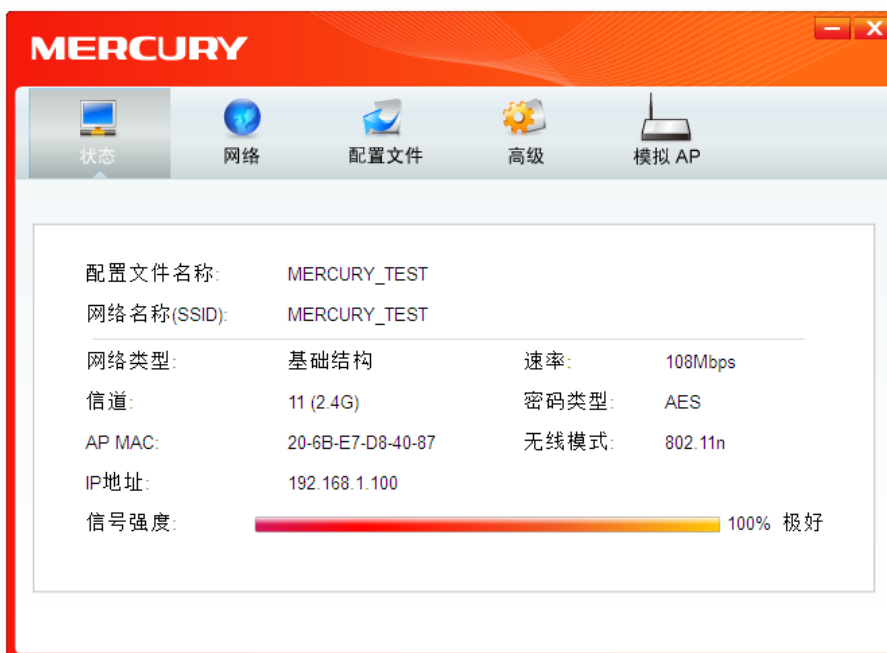 MERCURY
状态 网络 配置文件 高级 模拟 AP
配置文件名称: MERCURY_TEST
网络名称(SSID): MERCURY_TEST
网络类型: 基础结构 速率: 108Mbps
信道: 11 (2.4G) 密码类型: AES
AP MAC: 20-6B-E7-D8-40-87 无线模式: 802.11n
IP地址: 192.168.1.100
信号强度: 100% 极好